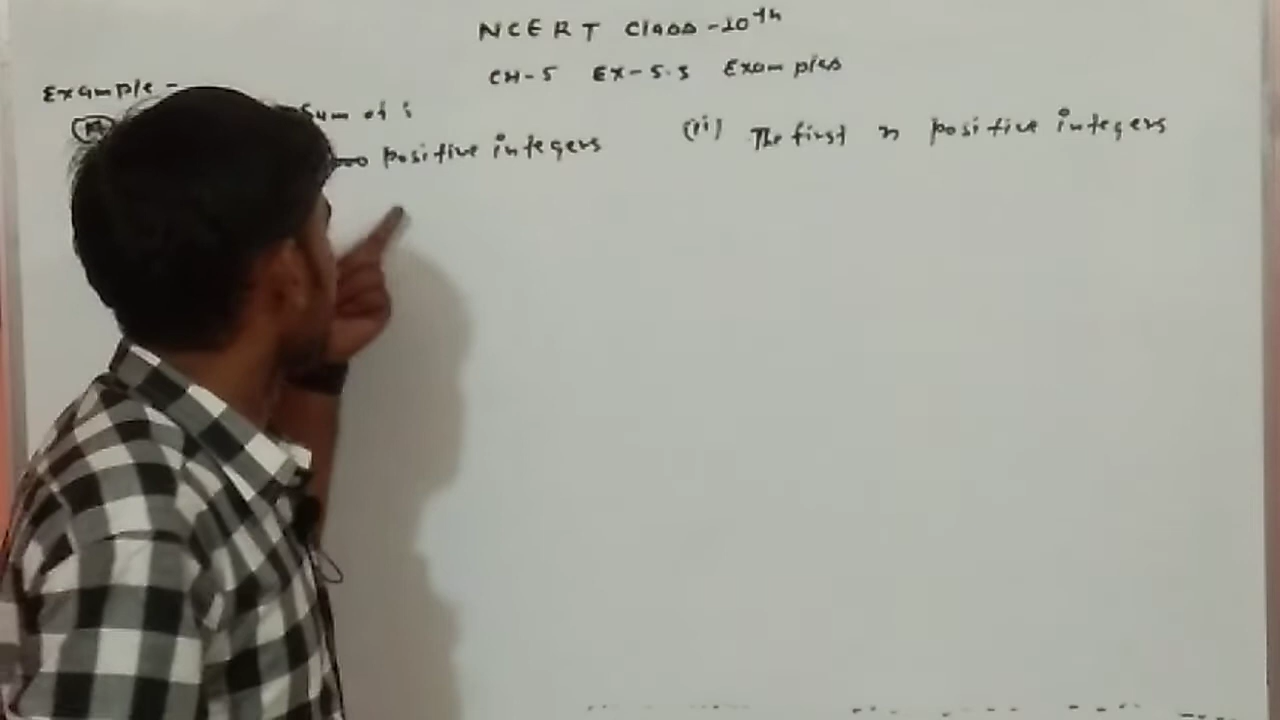 NCERT Class-10th
CH-5 EX-5.3 Examples
Example -
Sum of :
positive integers
(ii) The first n positive integers